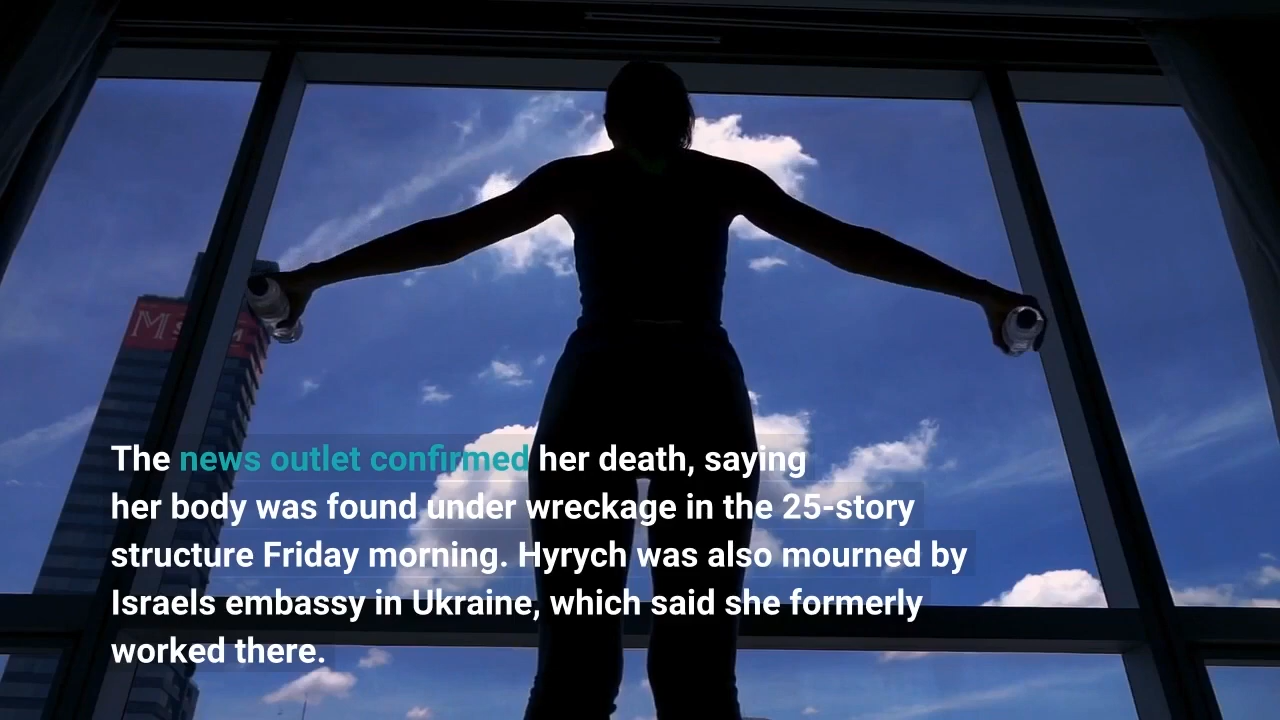 The news outlet confirmed her death, saying
her body was found under wreckage in the 25-story
structure Friday morning. Hyrych was also mourned by
Israels embassy in Ukraine, which said she formerly
worked there.